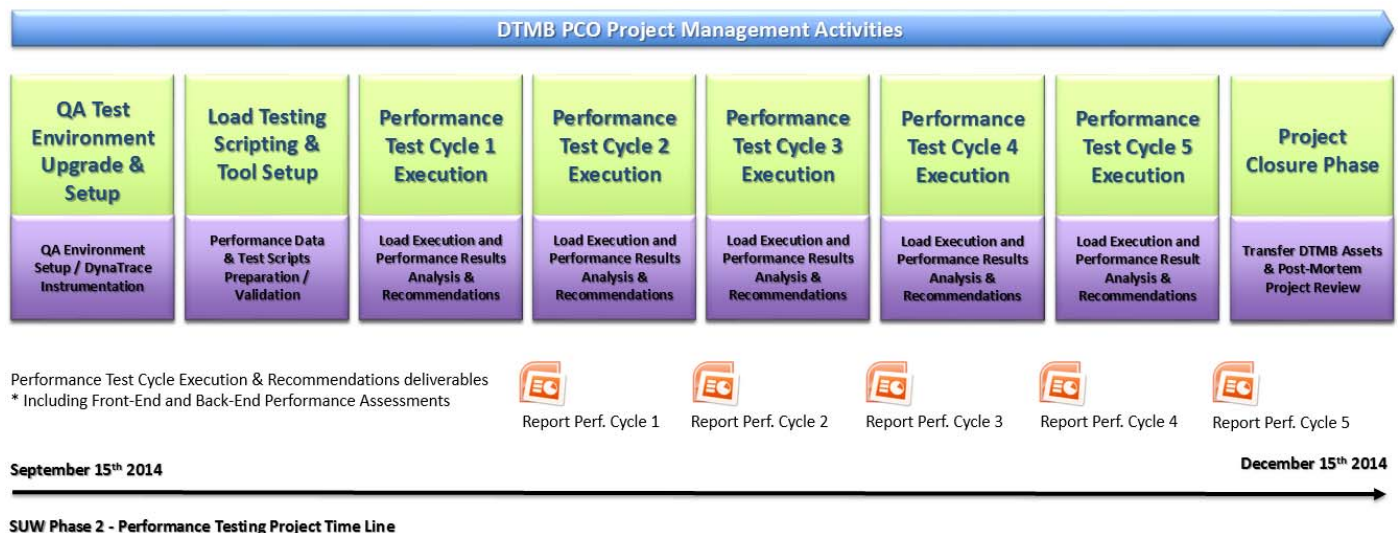 DTMB PCO Project Management Activities
QA Test
Environment
Upgrade &
Setup
QA Environment
Setup / DynaTrace
Instrumentation
Load Testing
Scripting &
Tool Setup
Performance Data
& Test Scripts
Preparation /
Validation
Performance
Test Cycle 1
Execution
Load Execution and
Performance Results
Analysis &
Recommendations
Performance
Test Cycle 2
Execution
Load Execution and
Performance Results
Analysis &
Recommendations
Performance
Test Cycle 3
Execution
Load Execution and
Performance Results
Analysis &
Recommendations
Performance
Test Cycle 4
Execution
Load Execution and
Performance Results
Analysis &
Recommendations
Performance
Test Cycle 5
Execution
Load Execution and
Performance Result
Analysis &
Recommendations
Project
Closure Phase
Transfer DTMB Assets
& Post-Mortem
Project Review
Performance Test Cycle Execution & Recommendations deliverables
* Including Front-End and Back-End Performance Assessments
Report Perf. Cycle 1
Report Perf. Cycle 2
Report Perf. Cycle 3
Report Perf. Cycle 4
Report Perf. Cycle 5
September 15th 2014
December 15th 2014
SUW Phase 2 - Performance Testing Project Time Line